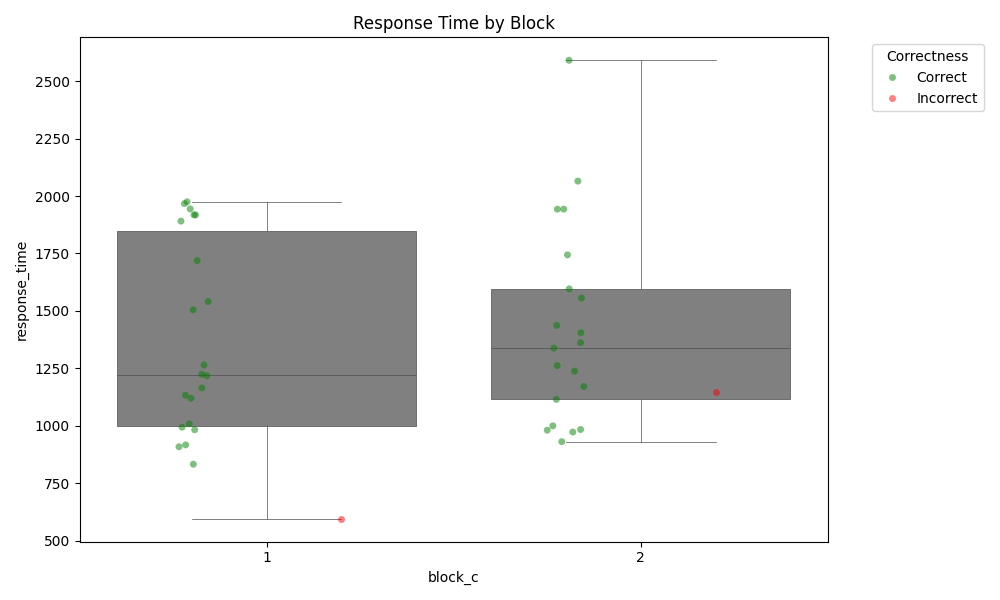 Response Time by Block
Correctness
Correct
Incorrect
response_time
2500
2250
2000
1750
1500
1250
1000
750
500
1
2
block_c